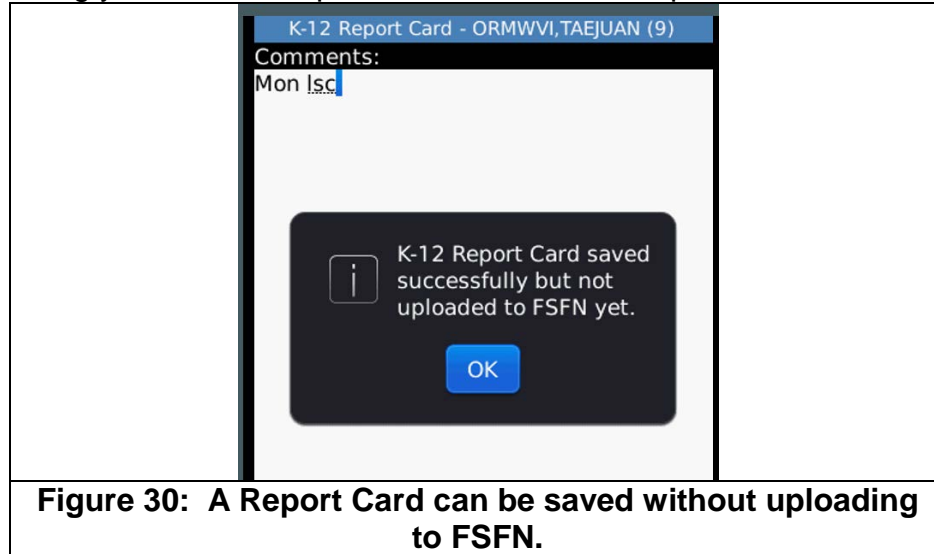 K-12 Report Card - ORMWVI,TAEJUAN (9)
Comments:
Mon lsc
K-12 Report Card saved
successfully but not
uploaded to FSFN yet.
OK
Figure 30: A Report Card can be saved without uploading
to FSFN.